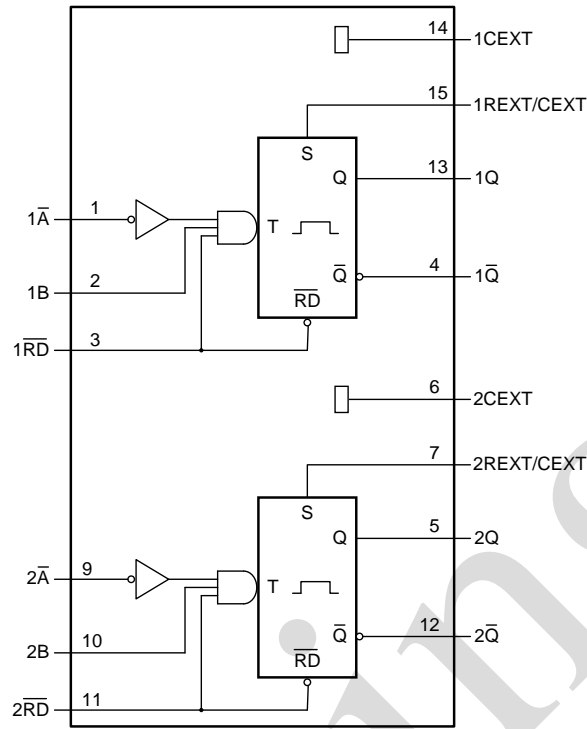 14 1CEXT
15 1REXT/CEXT
S
Q 13 1Q
1A̅ 1
T
2
1B
Q̅ 4 1Q̅
R̅D̅
1R̅D̅ 3
6 2CEXT
7 2REXT/CEXT
S
Q 5 2Q
2A̅ 9
T
10
2B
Q̅ 12 2Q̅
R̅D̅
2R̅D̅ 11